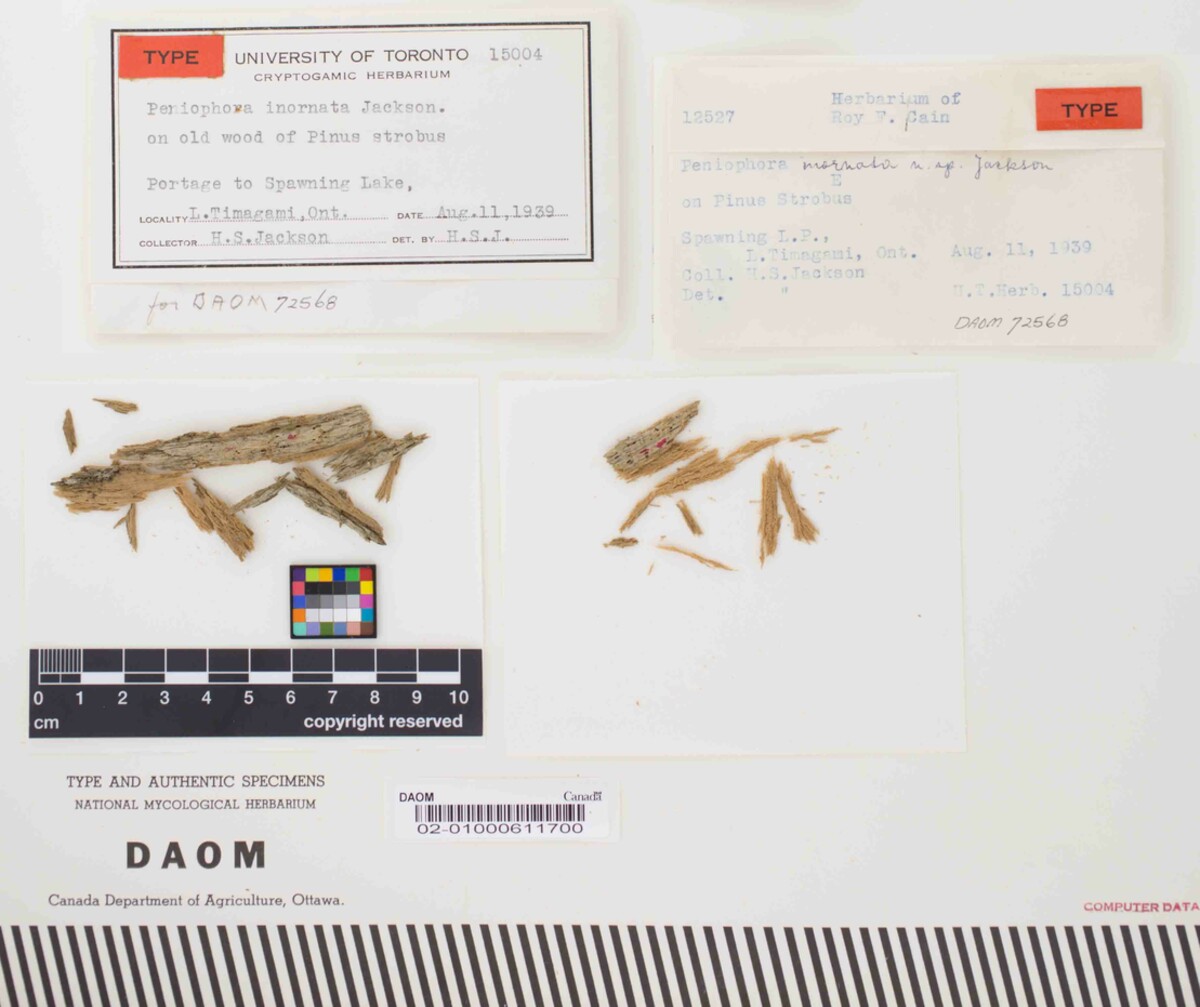 TYPE UNIVERSITY OF TORONTO 15004
CRYPTOGAMIC HERBARIUM
Peniophora inornata Jackson.
on old wood of Pinus strobus
Portage to Spawning Lake,
LOCALITY L.Timagami,Ont. DATE Aug.11,1939
COLLECTOR H.S.Jackson DET. BY H.S.J.
for DAOM 72568
Herbarium of
12527 Roy F. Cain
TYPE
Peniophora inornata n. sp. Jackson
E
on Pinus Strobus
Spawning L.P.,
L.Timagami, Ont. Aug. 11, 1939
Coll. H.S.Jackson
Det. " U.T.Herb. 15004
DAOM 72568
0 1 2 3 4 5 6 7 8 9 10
cm copyright reserved
TYPE AND AUTHENTIC SPECIMENS
NATIONAL MYCOLOGICAL HERBARIUM
DAOM
Canada Department of Agriculture, Ottawa.
DAOM Canada
02-01000611700
COMPUTER DATA